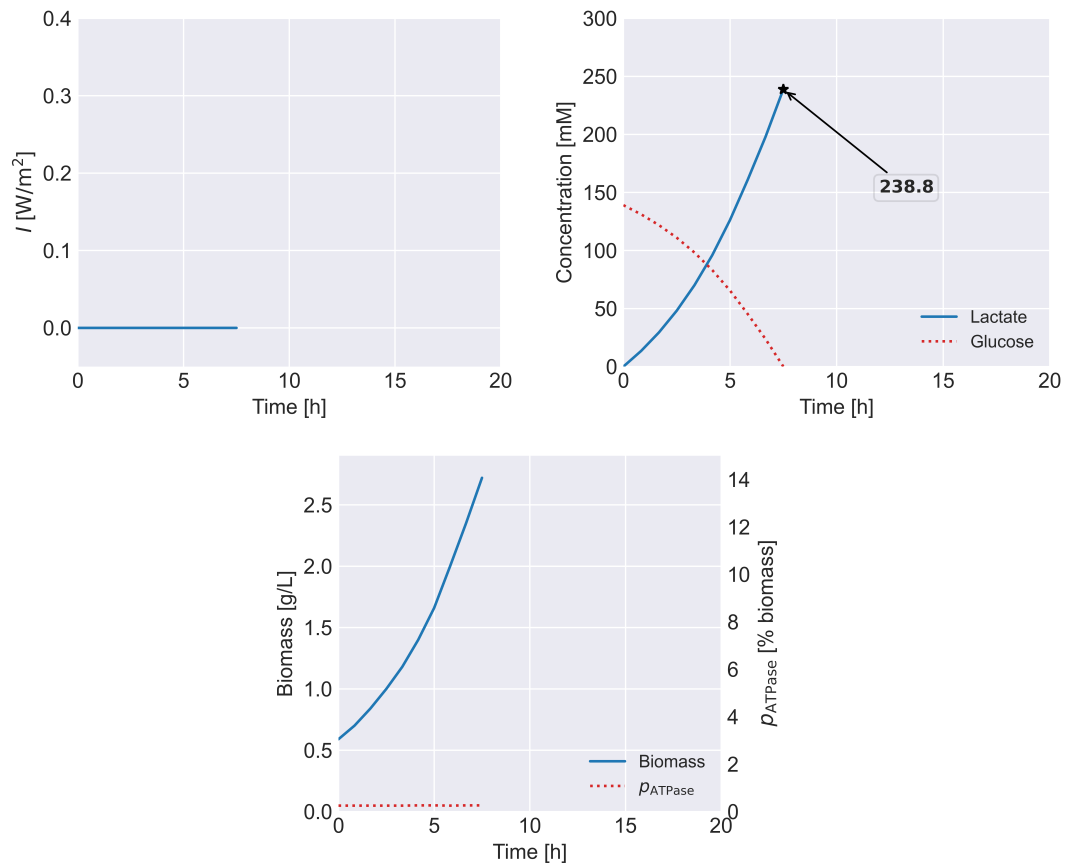 0.4
0.3
0.2
0.1
0.0
I [W/m²]
0 5 10 15 20
Time [h]
300
250
200
150
100
50
0
Concentration [mM]
238.8
Lactate
Glucose
0 5 10 15 20
Time [h]
2.5
2.0
1.5
1.0
0.5
0.0
Biomass [g/L]
14
12
10
8
6
4
2
0
pATPase [% biomass]
Biomass
pATPase
0 5 10 15 20
Time [h]